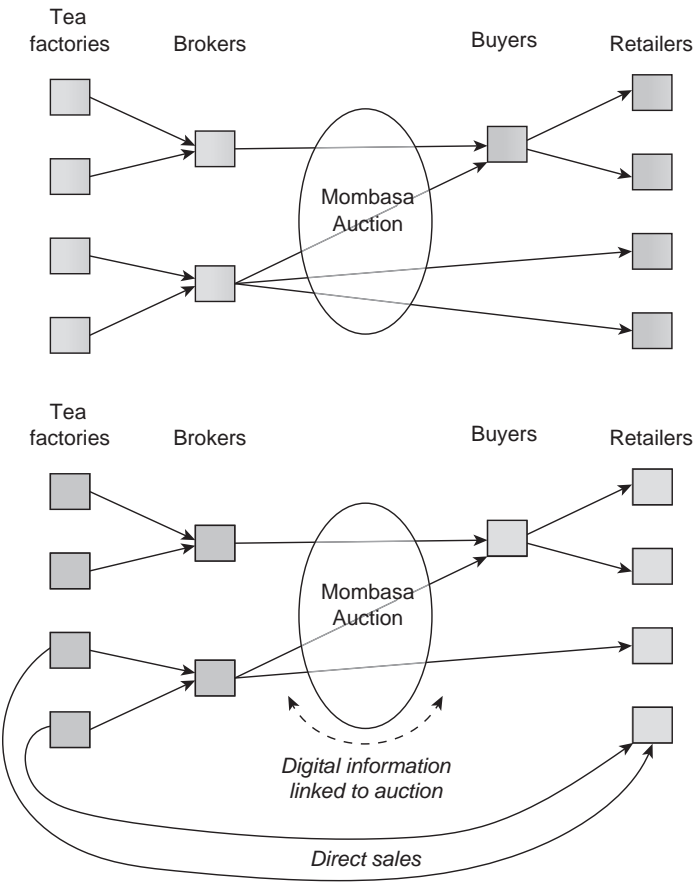 Tea
factories
Brokers
Buyers
Retailers
Mombasa
Auction
Tea
factories
Brokers
Buyers
Retailers
Mombasa
Auction
Digital information
linked to auction
Direct sales